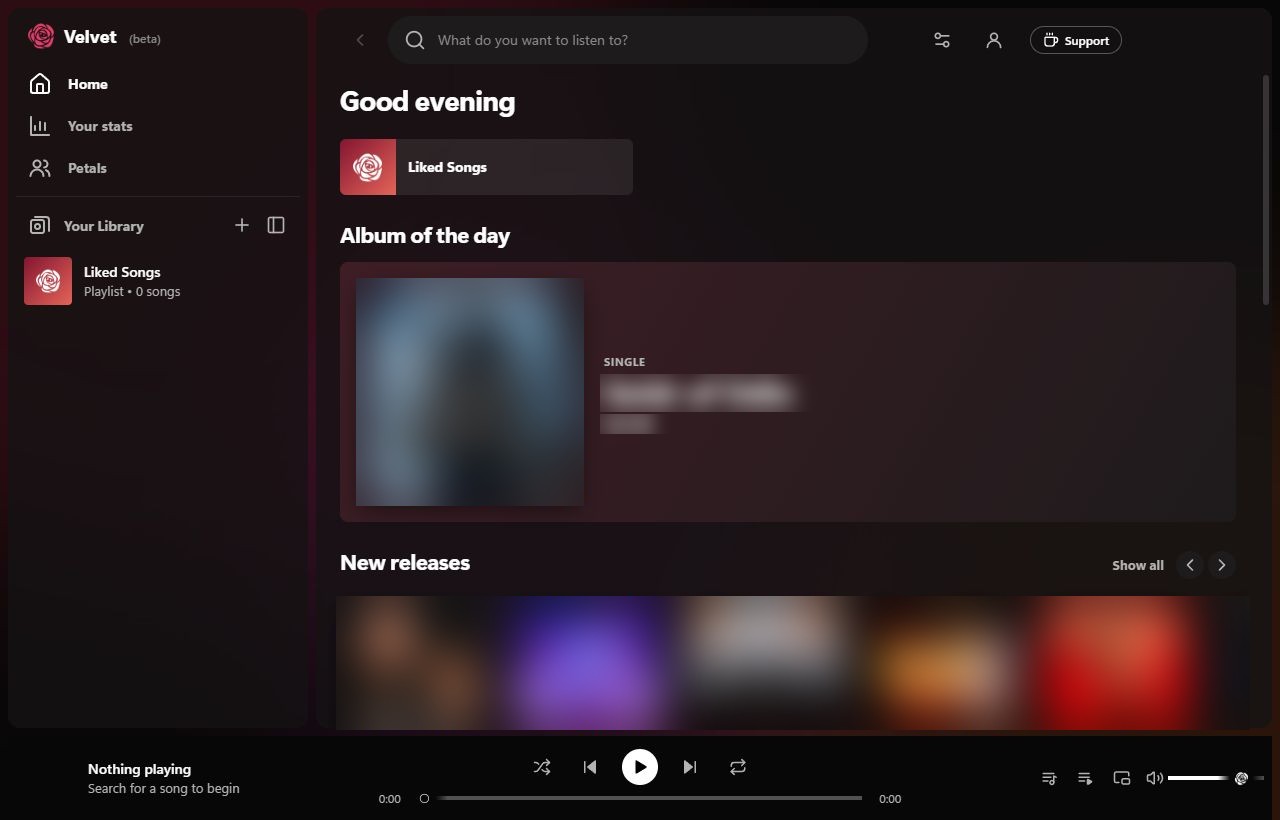 Velvet (beta)
Home
Your stats
Petals
Your Library
Liked Songs
Playlist • 0 songs
What do you want to listen to?
Support
Good evening
Liked Songs
Album of the day
SINGLE
New releases
Show all
Nothing playing
Search for a song to begin
0:00
0:00